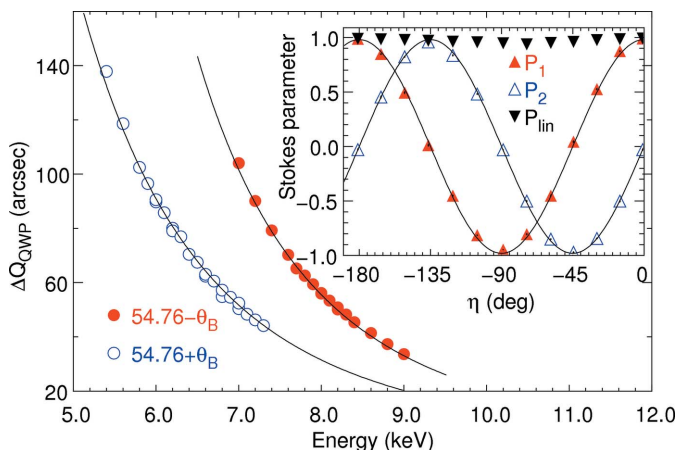 ΔQ_QWP (arcsec)
140
100
60
20
5.0 6.0 7.0 8.0 9.0 10.0 11.0 12.0
Energy (keV)
54.76−θ_B
54.76+θ_B
Stokes parameter
1.0
0.5
0.0
−0.5
−1.0
−180 −135 −90 −45 0
η (deg)
P_1
P_2
P_lin